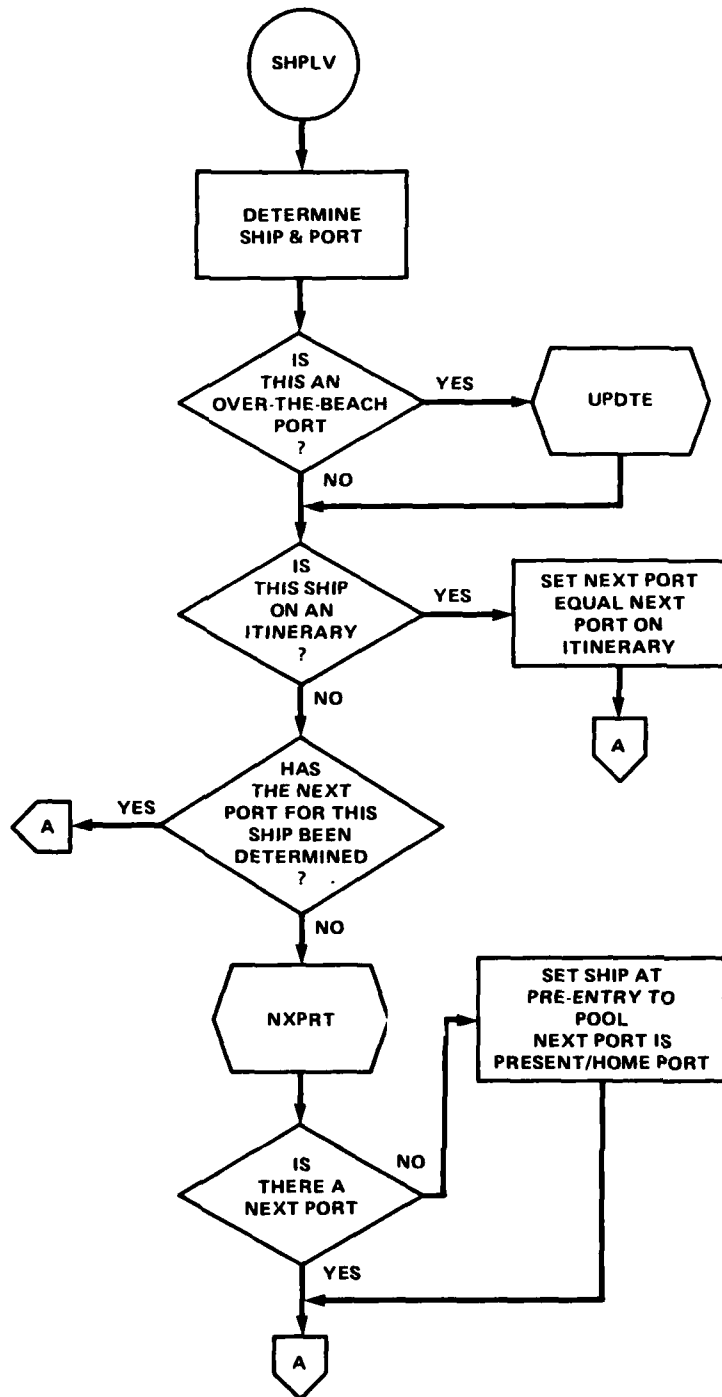 SHPLV
DETERMINE
SHIP & PORT
IS
THIS AN
OVER-THE-BEACH
PORT
?
YES
UPDTE
NO
IS
THIS SHIP
ON AN
ITINERARY
?
YES
SET NEXT PORT
EQUAL NEXT
PORT ON
ITINERARY
A
NO
HAS
THE NEXT
PORT FOR THIS
SHIP BEEN
DETERMINED
?
YES
A
NO
NXPRT
SET SHIP AT
PRE-ENTRY TO
POOL
NEXT PORT IS
PRESENT/HOME PORT
IS
THERE A
NEXT PORT
NO
YES
A